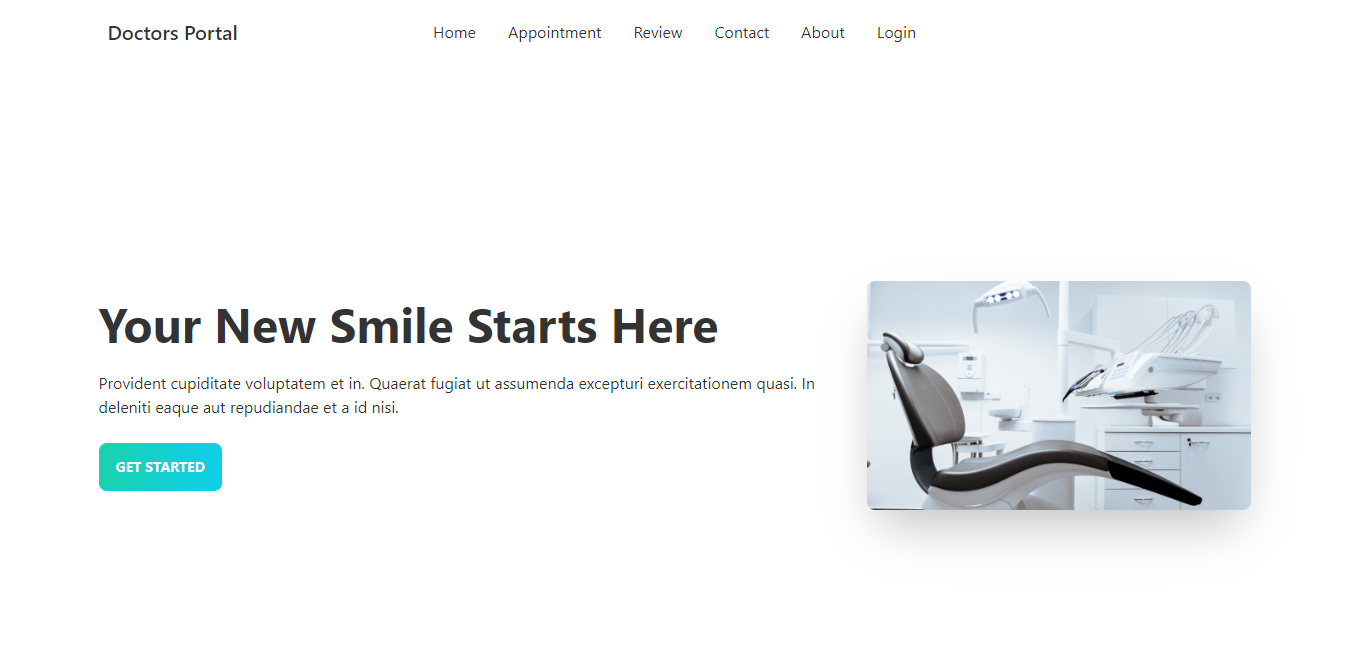 Doctors Portal
Home Appointment Review Contact About Login
Your New Smile Starts Here
Provident cupiditate voluptatem et in. Quaerat fugiat ut assumenda excepturi exercitationem quasi. In
deleniti eaque aut repudiandae et a id nisi.
GET STARTED